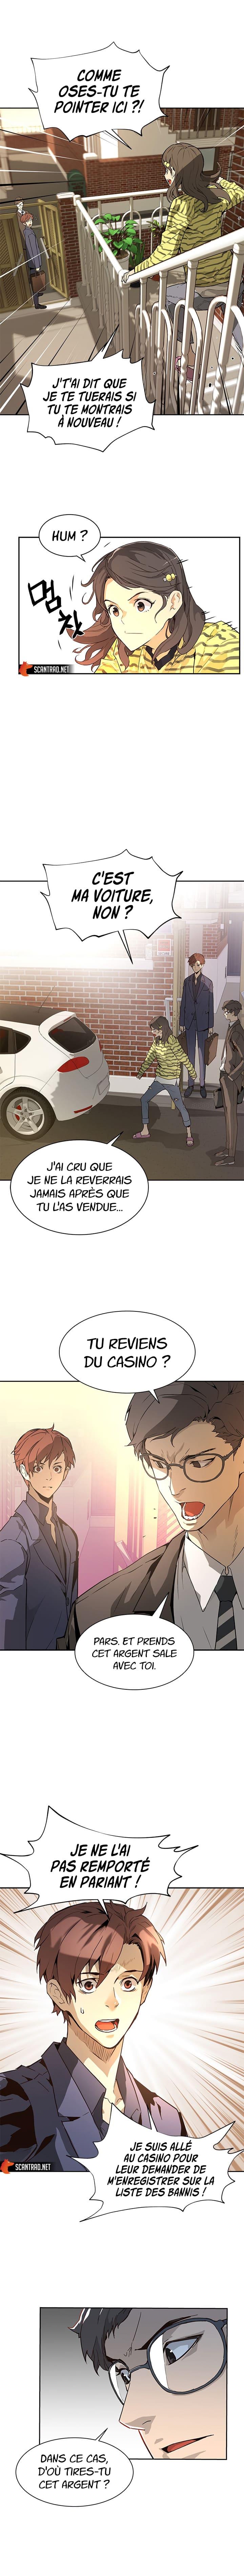 COMME
OSES-TU TE
POINTER ICI ?!
J'T'AI DIT QUE
JE TE TUERAIS SI
TU TE MONTRAIS
À NOUVEAU !
HUM ?
멈칫
SCANTRAD.NET
C'EST
MA VOITURE,
NON ?
J'AI CRU QUE
JE NE LA REVERRAIS
JAMAIS APRÈS QUE
TU L'AS VENDUE...
TU REVIENS
DU CASINO ?
PARS. ET PRENDS
CET ARGENT SALE
AVEC TOI.
JE NE L'AI
PAS REMPORTÉ
EN PARIANT !
SCANTRAD.NET
JE SUIS ALLÉ
AU CASINO POUR
LEUR DEMANDER DE
M'ENREGISTRER SUR LA
LISTE DES BANNIS !
DANS CE CAS,
D'OÙ TIRES-TU
CET ARGENT ?